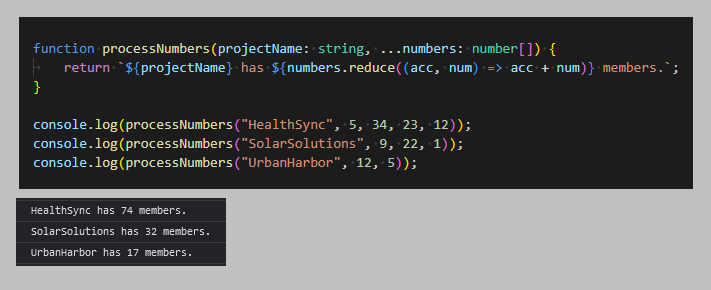 function processNumbers(projectName: string, ...numbers: number[]) {
return `${projectName} has ${numbers.reduce((acc, num) => acc + num)} members.`;
}
console.log(processNumbers("HealthSync", 5, 34, 23, 12));
console.log(processNumbers("SolarSolutions", 9, 22, 1));
console.log(processNumbers("UrbanHarbor", 12, 5));
HealthSync has 74 members.
SolarSolutions has 32 members.
UrbanHarbor has 17 members.